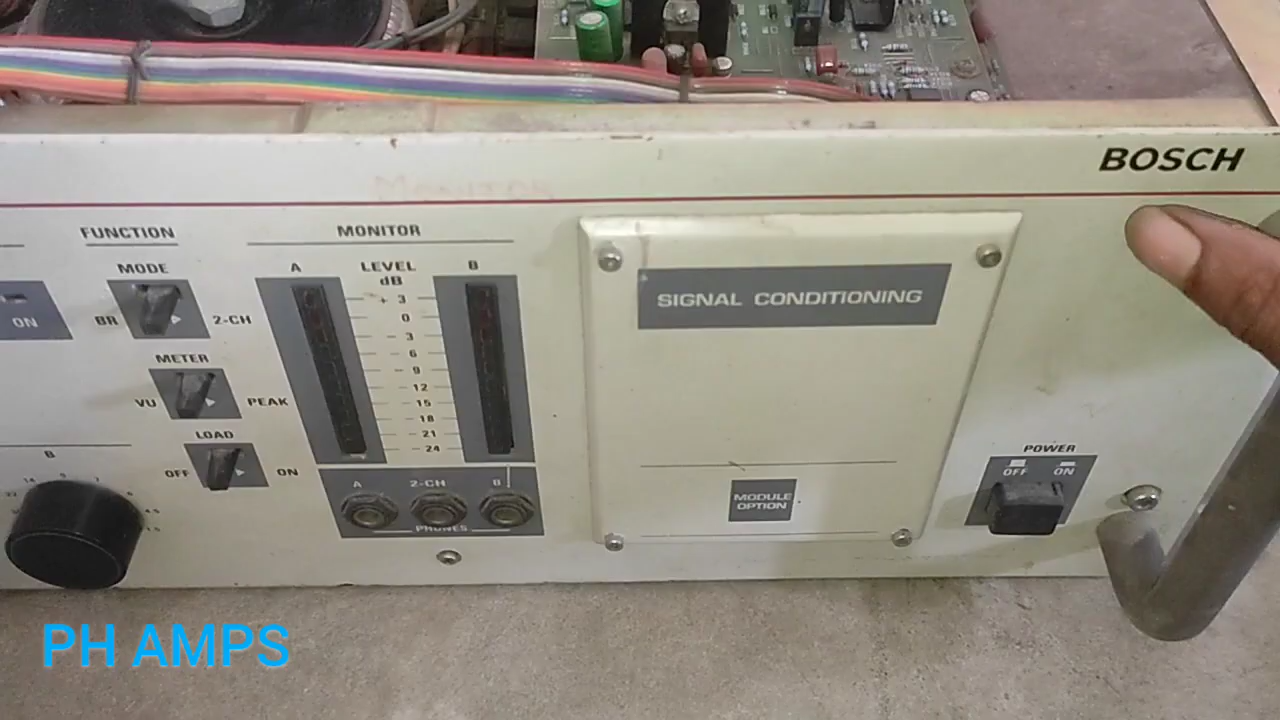 BOSCH
Monitor
FUNCTION
MODE
BR
2-CH
METER
VU
PEAK
LOAD
OFF
ON
ON
B
MONITOR
A
LEVEL
dB
B
+ 3
0
- 3
- 6
- 9
- 12
- 15
- 18
- 21
- 24
A
2-CH
B
PHONES
SIGNAL CONDITIONING
MODULE
OPTION
POWER
OFF
ON
PH AMPS